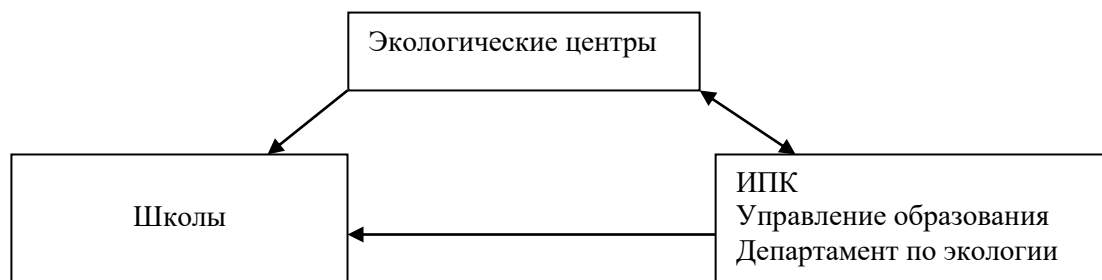 Экологические центры
Школы
ИПК
Управление образования
Департамент по экологии